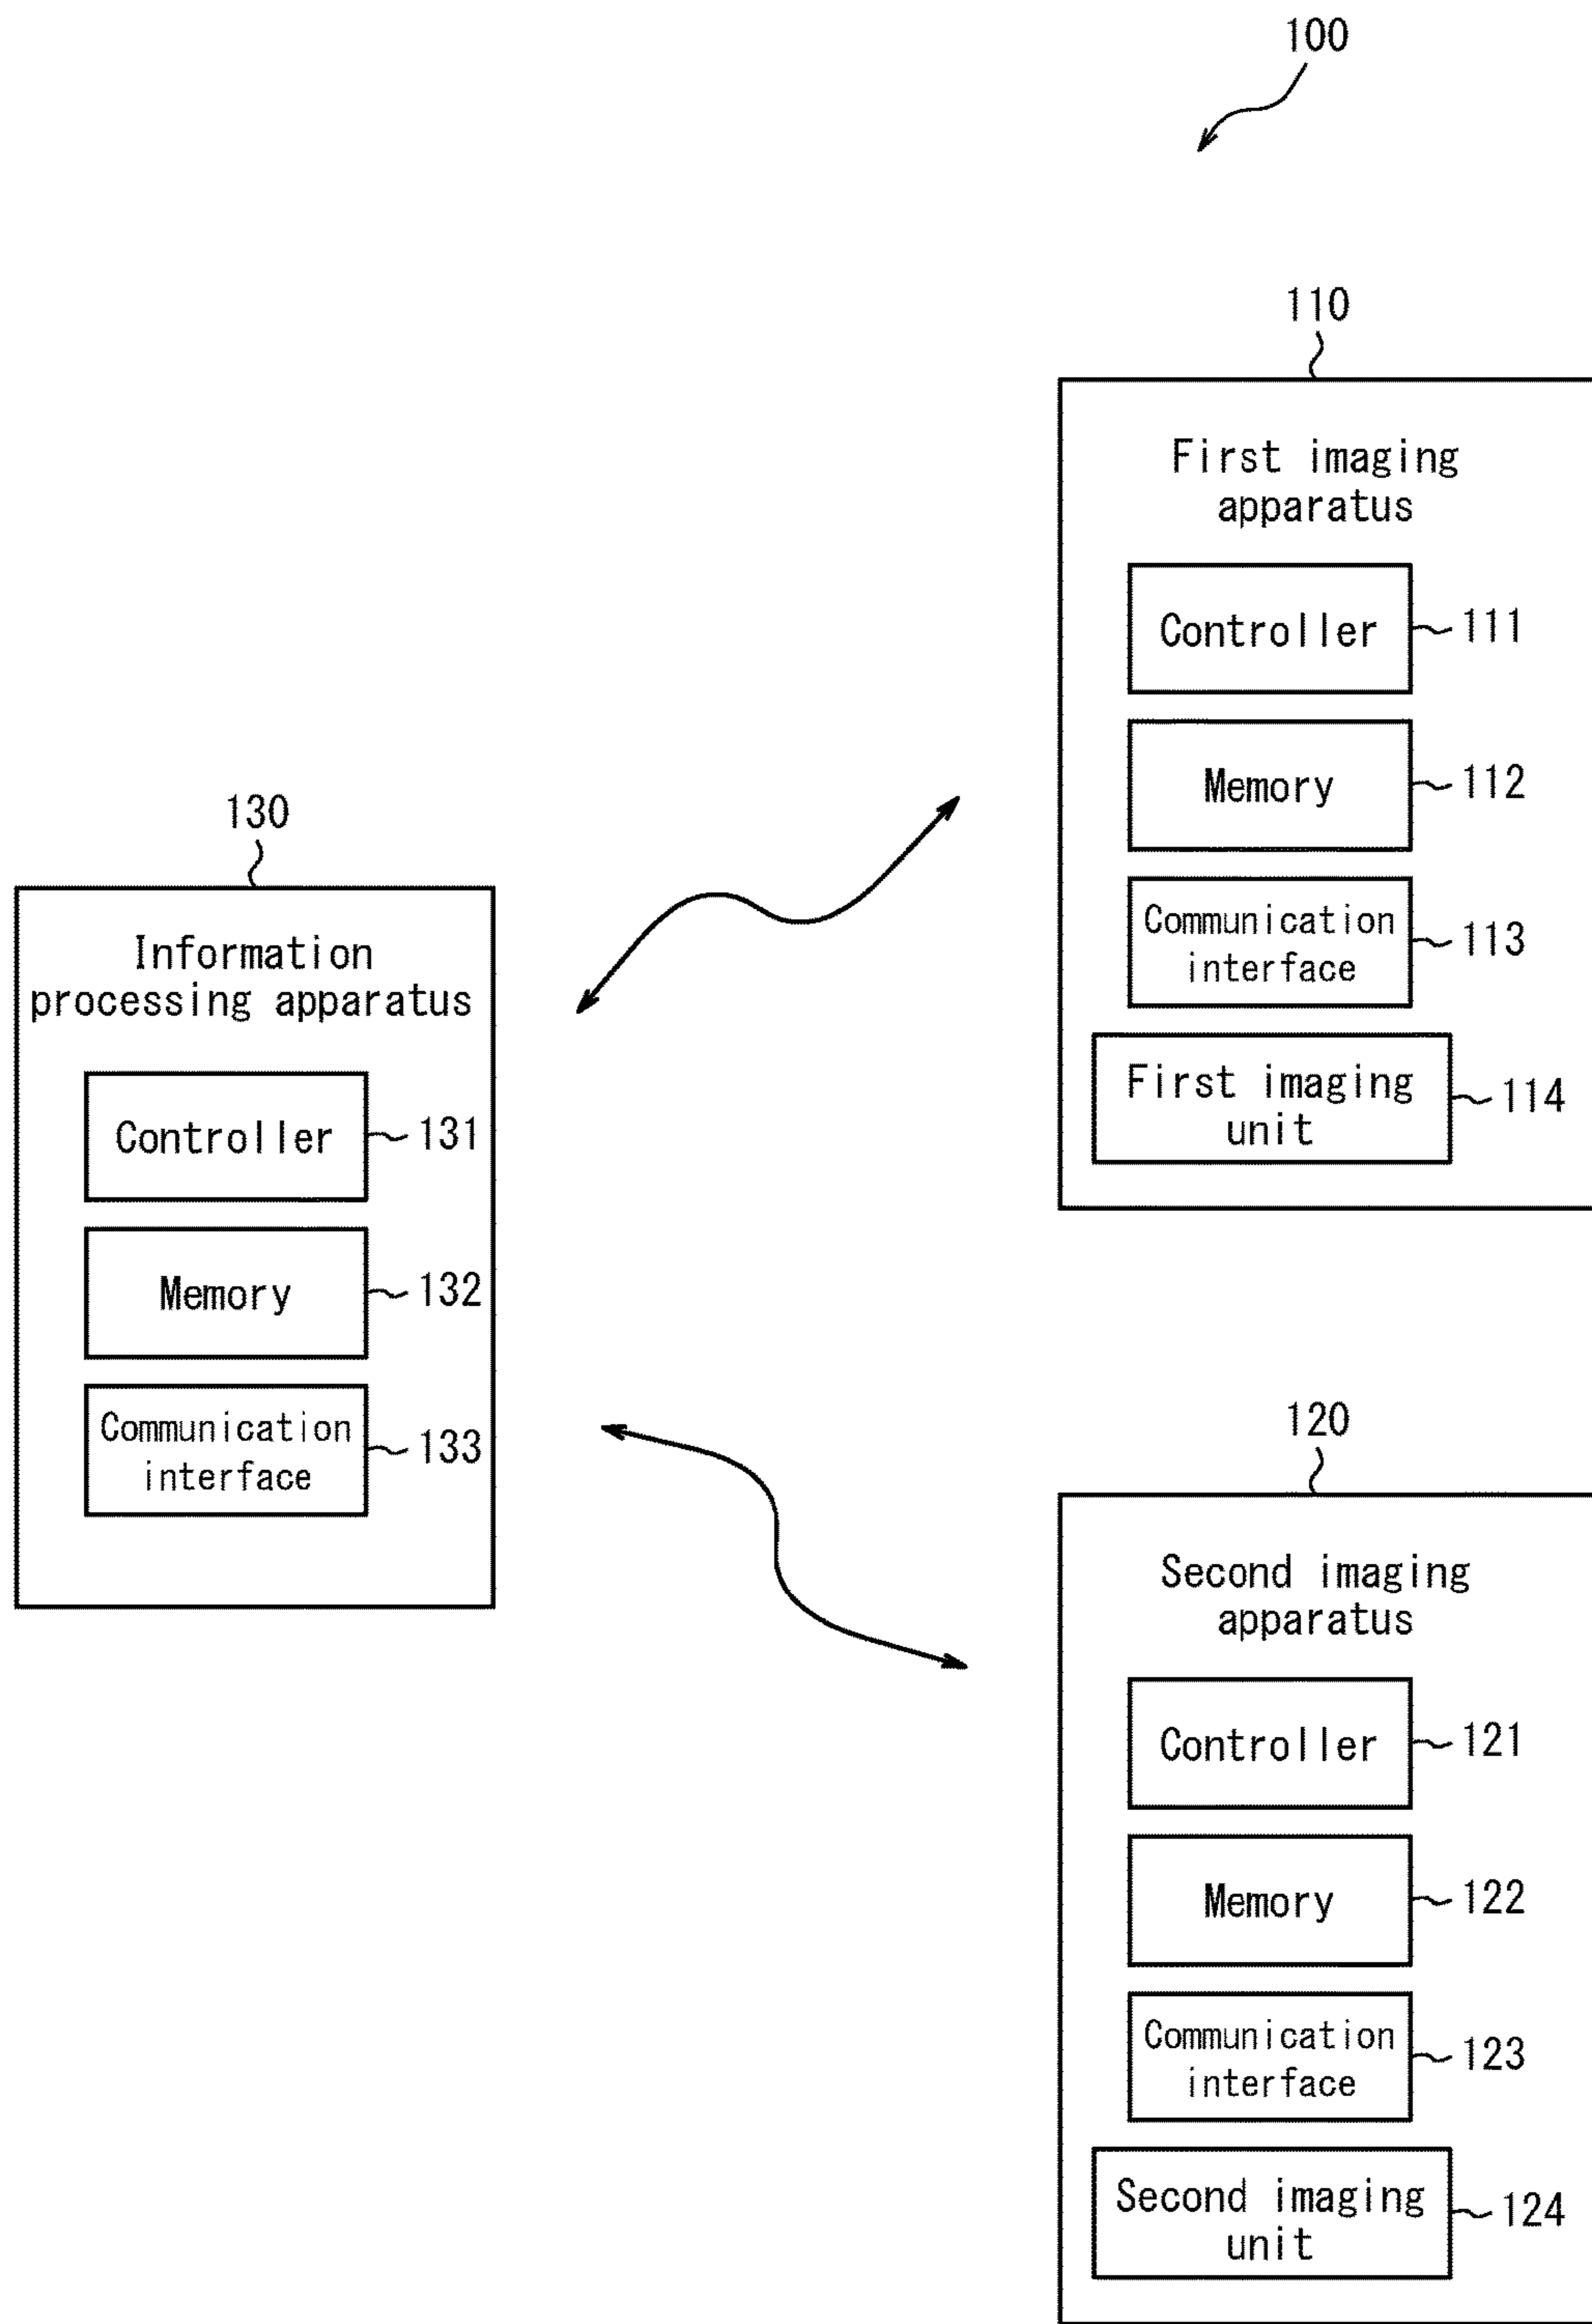 100
110
First imaging
apparatus
Controller
111
Memory
112
Communication
interface
113
First imaging
unit
114
130
Information
processing apparatus
Controller
131
Memory
132
Communication
interface
133
120
Second imaging
apparatus
Controller
121
Memory
122
Communication
interface
123
Second imaging
unit
124